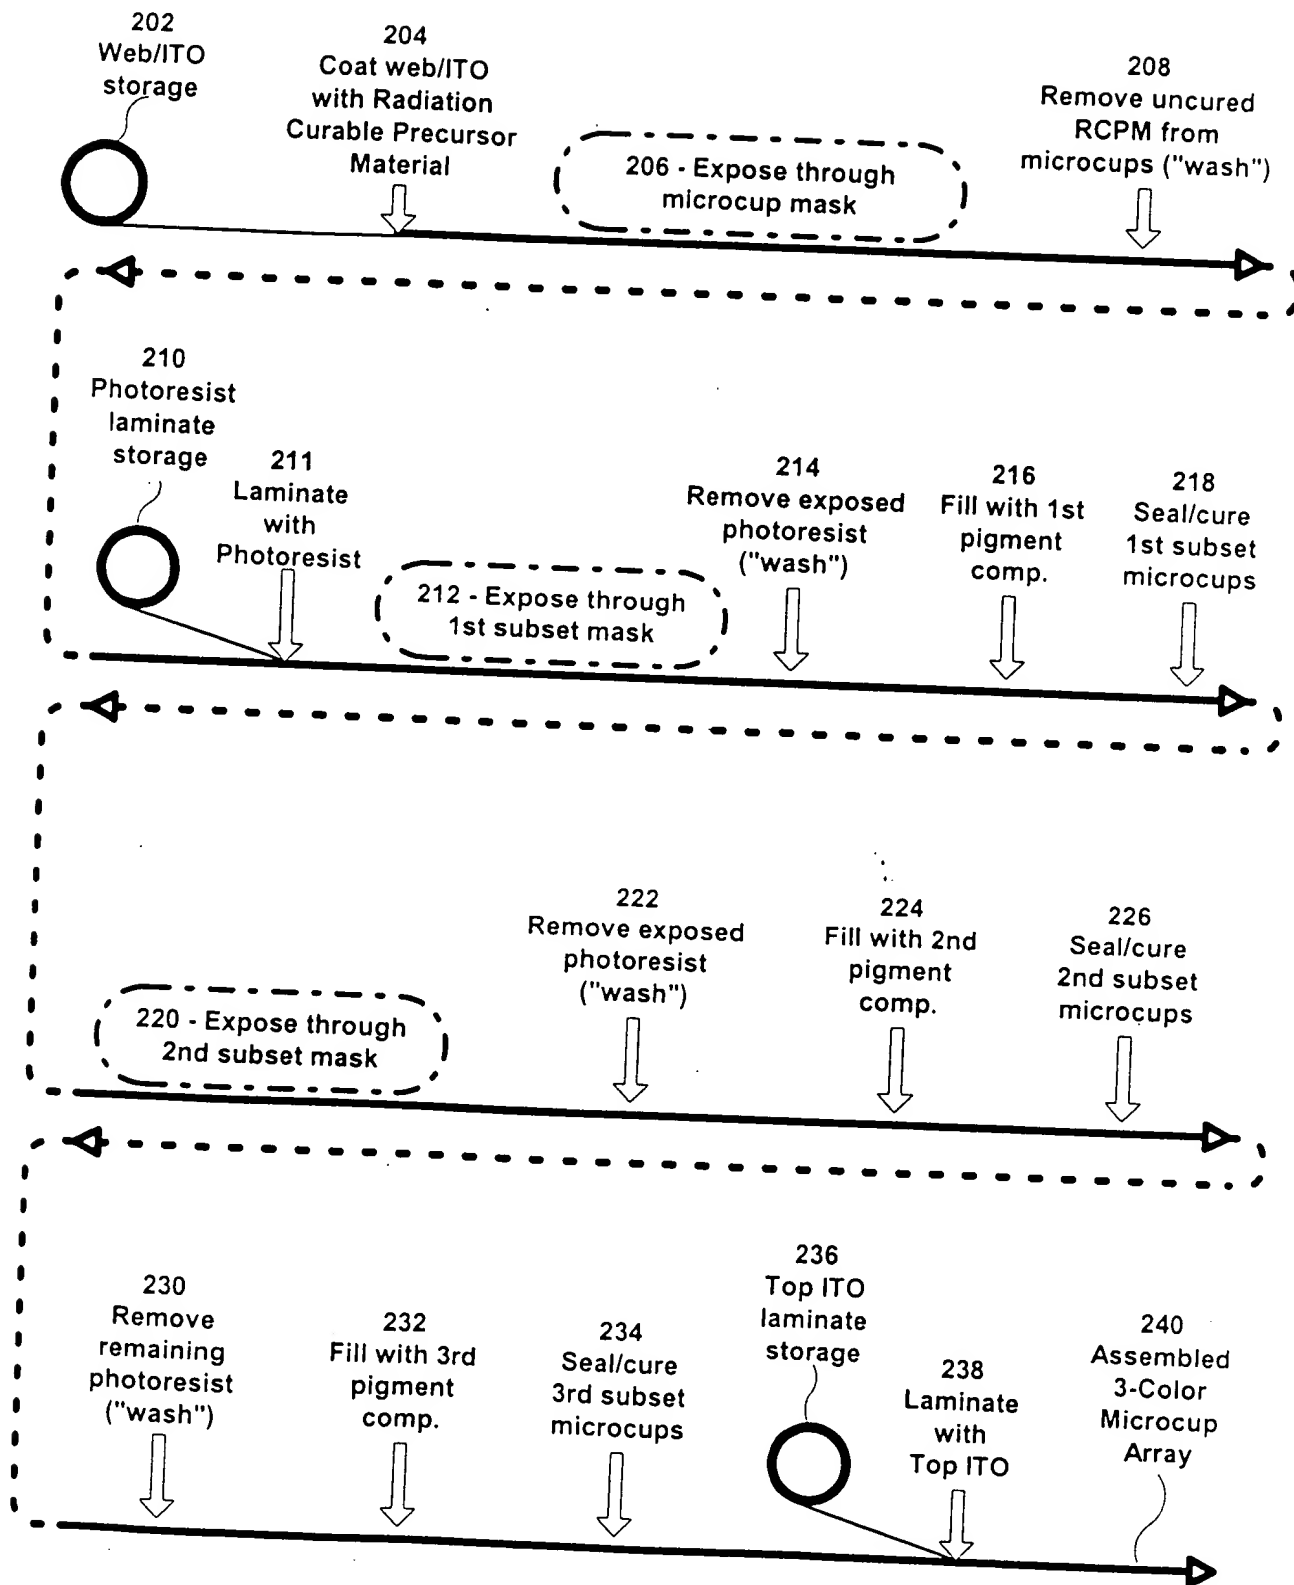 202
Web/ITO
storage
204
Coat web/ITO
with Radiation
Curable Precursor
Material
206 - Expose through
microcup mask
208
Remove uncured
RCPM from
microcups ("wash")
210
Photoresist
laminate
storage
211
Laminate
with
Photoresist
212 - Expose through
1st subset mask
214
Remove exposed
photoresist
("wash")
216
Fill with 1st
pigment
comp.
218
Seal/cure
1st subset
microcups
220 - Expose through
2nd subset mask
222
Remove exposed
photoresist
("wash")
224
Fill with 2nd
pigment
comp.
226
Seal/cure
2nd subset
microcups
230
Remove
remaining
photoresist
("wash")
232
Fill with 3rd
pigment
comp.
234
Seal/cure
3rd subset
microcups
236
Top ITO
laminate
storage
238
Laminate
with
Top ITO
240
Assembled
3-Color
Microcup
Array